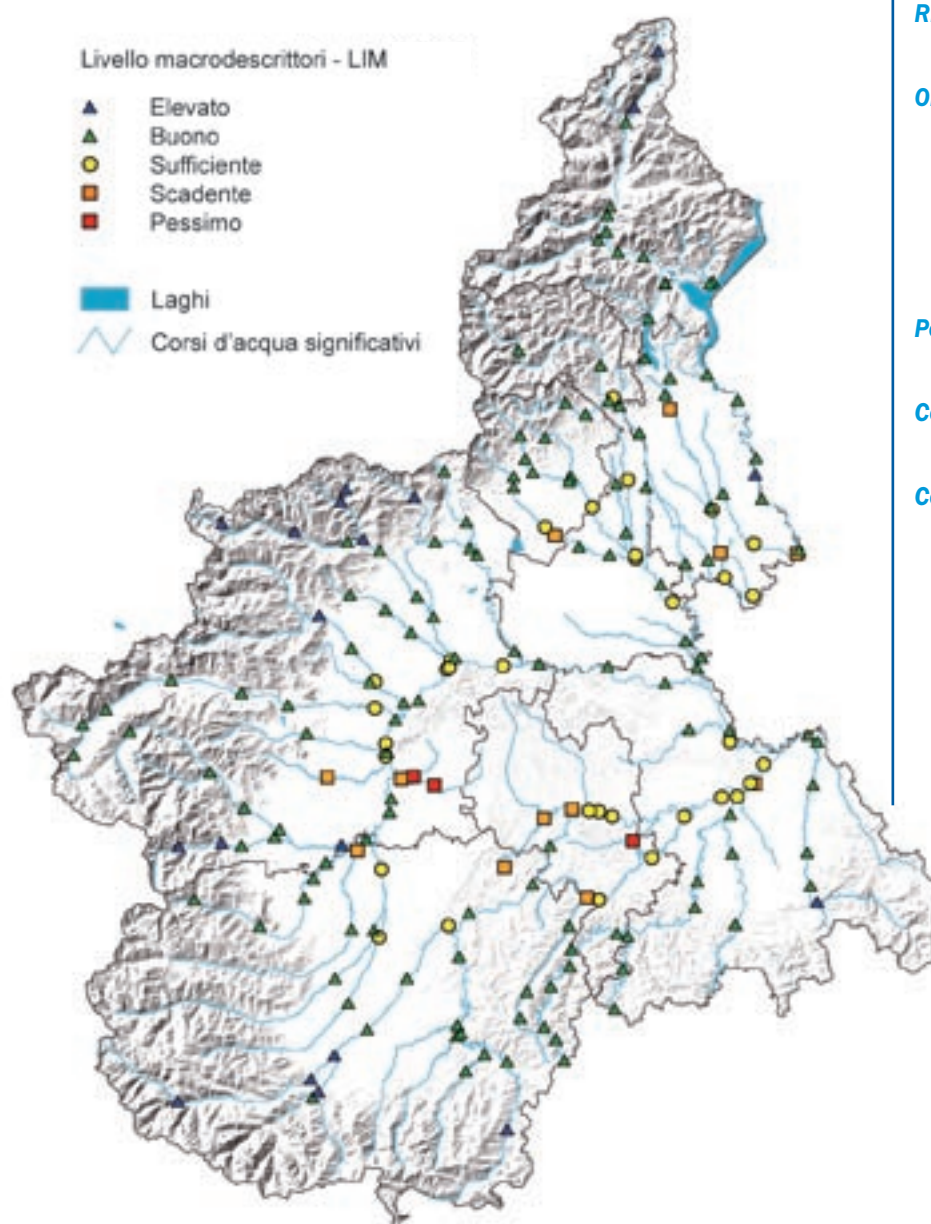 Livello macrodescrittori - LIM
Elevato
Buono
Sufficiente
Scadente
Pessimo
Laghi
Corsi d'acqua significativi